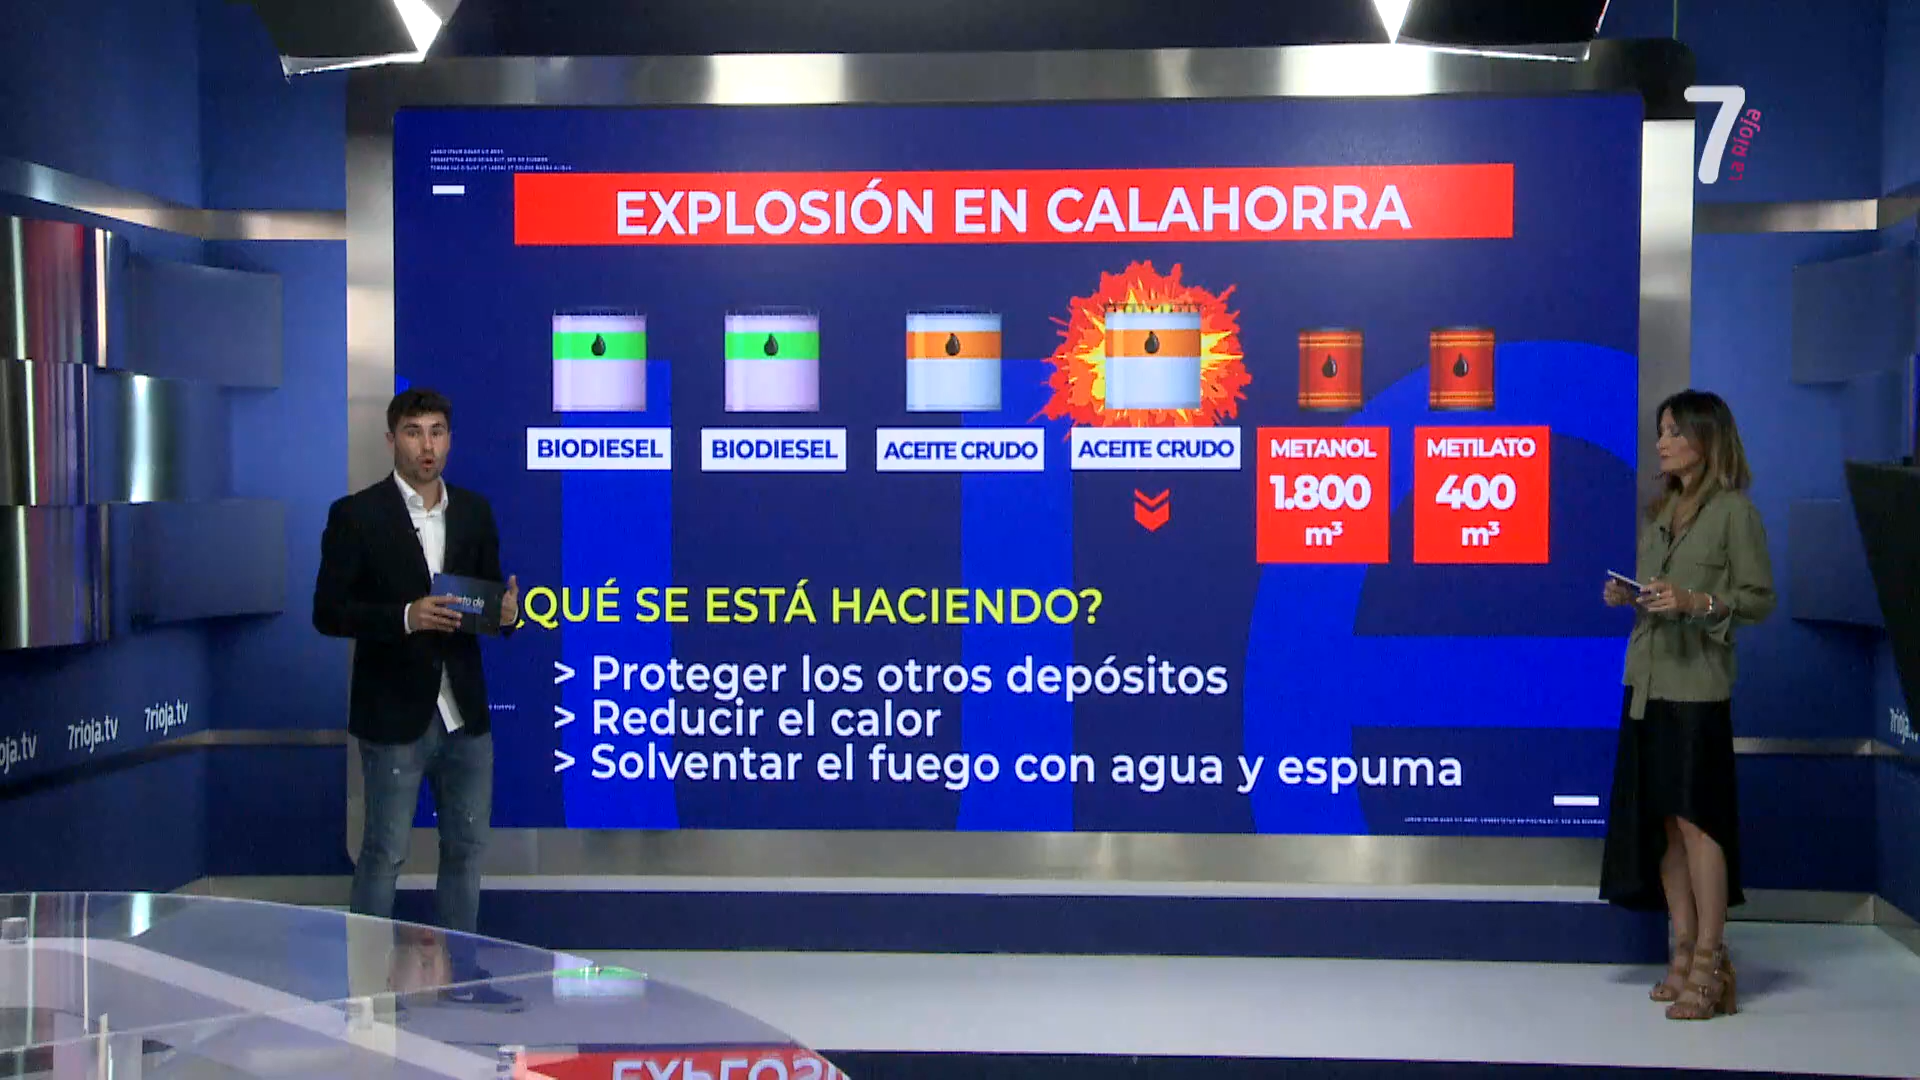 7
La Rioja
EXPLOSIÓN EN CALAHORRA
BIODIESEL
BIODIESEL
ACEITE CRUDO
ACEITE CRUDO
METANOL
1.800
m³
METILATO
400
m³
¿QUÉ SE ESTÁ HACIENDO?
> Proteger los otros depósitos
> Reducir el calor
> Solventar el fuego con agua y espuma
7rioja.tv
7rioja.tv